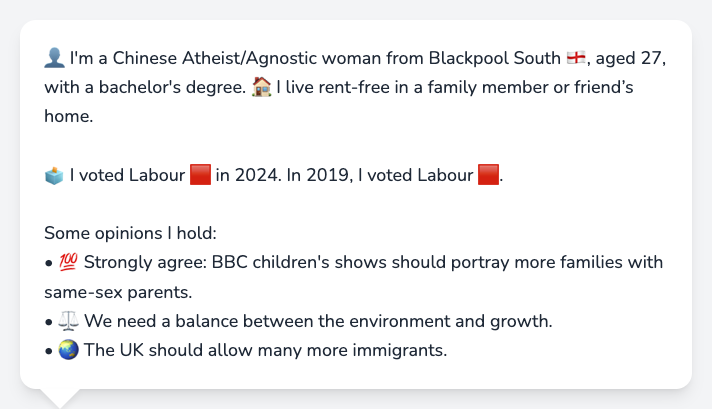 👤 I'm a Chinese Atheist/Agnostic woman from Blackpool South 🏴󠁧󠁢󠁥󠁮󠁧󠁿, aged 27,
with a bachelor's degree. 🏠 I live rent-free in a family member or friend’s
home.
🗳️ I voted Labour 🟥 in 2024. In 2019, I voted Labour 🟥.
Some opinions I hold:
• 💯 Strongly agree: BBC children's shows should portray more families with
same-sex parents.
• ⚖️ We need a balance between the environment and growth.
• 🌏 The UK should allow many more immigrants.